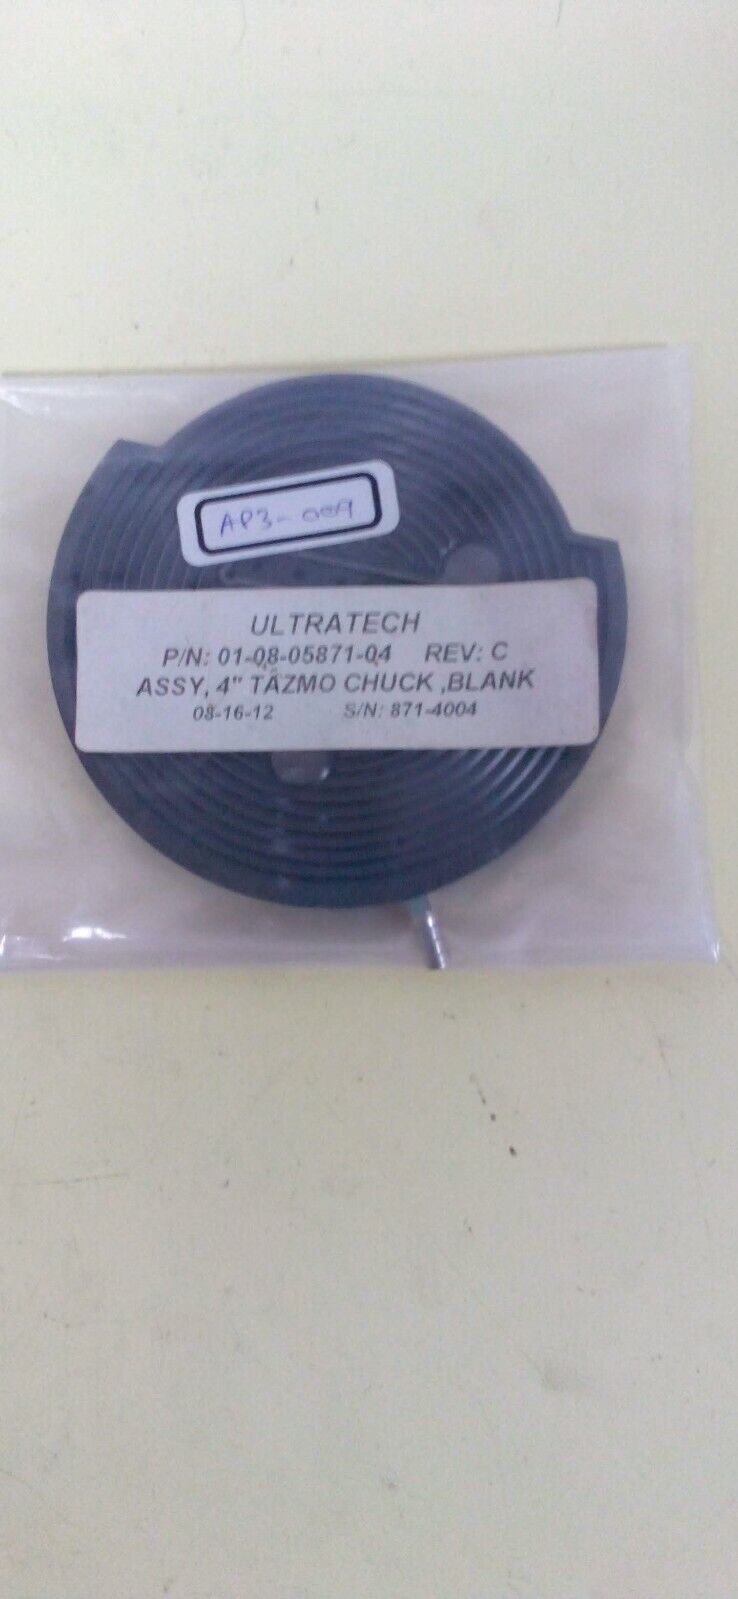 AP3-009
ULTRATECH
P/N: 01-08-05871-04 REV: C
ASSY, 4" TAZMO CHUCK ,BLANK
08-16-12 S/N: 871-4004